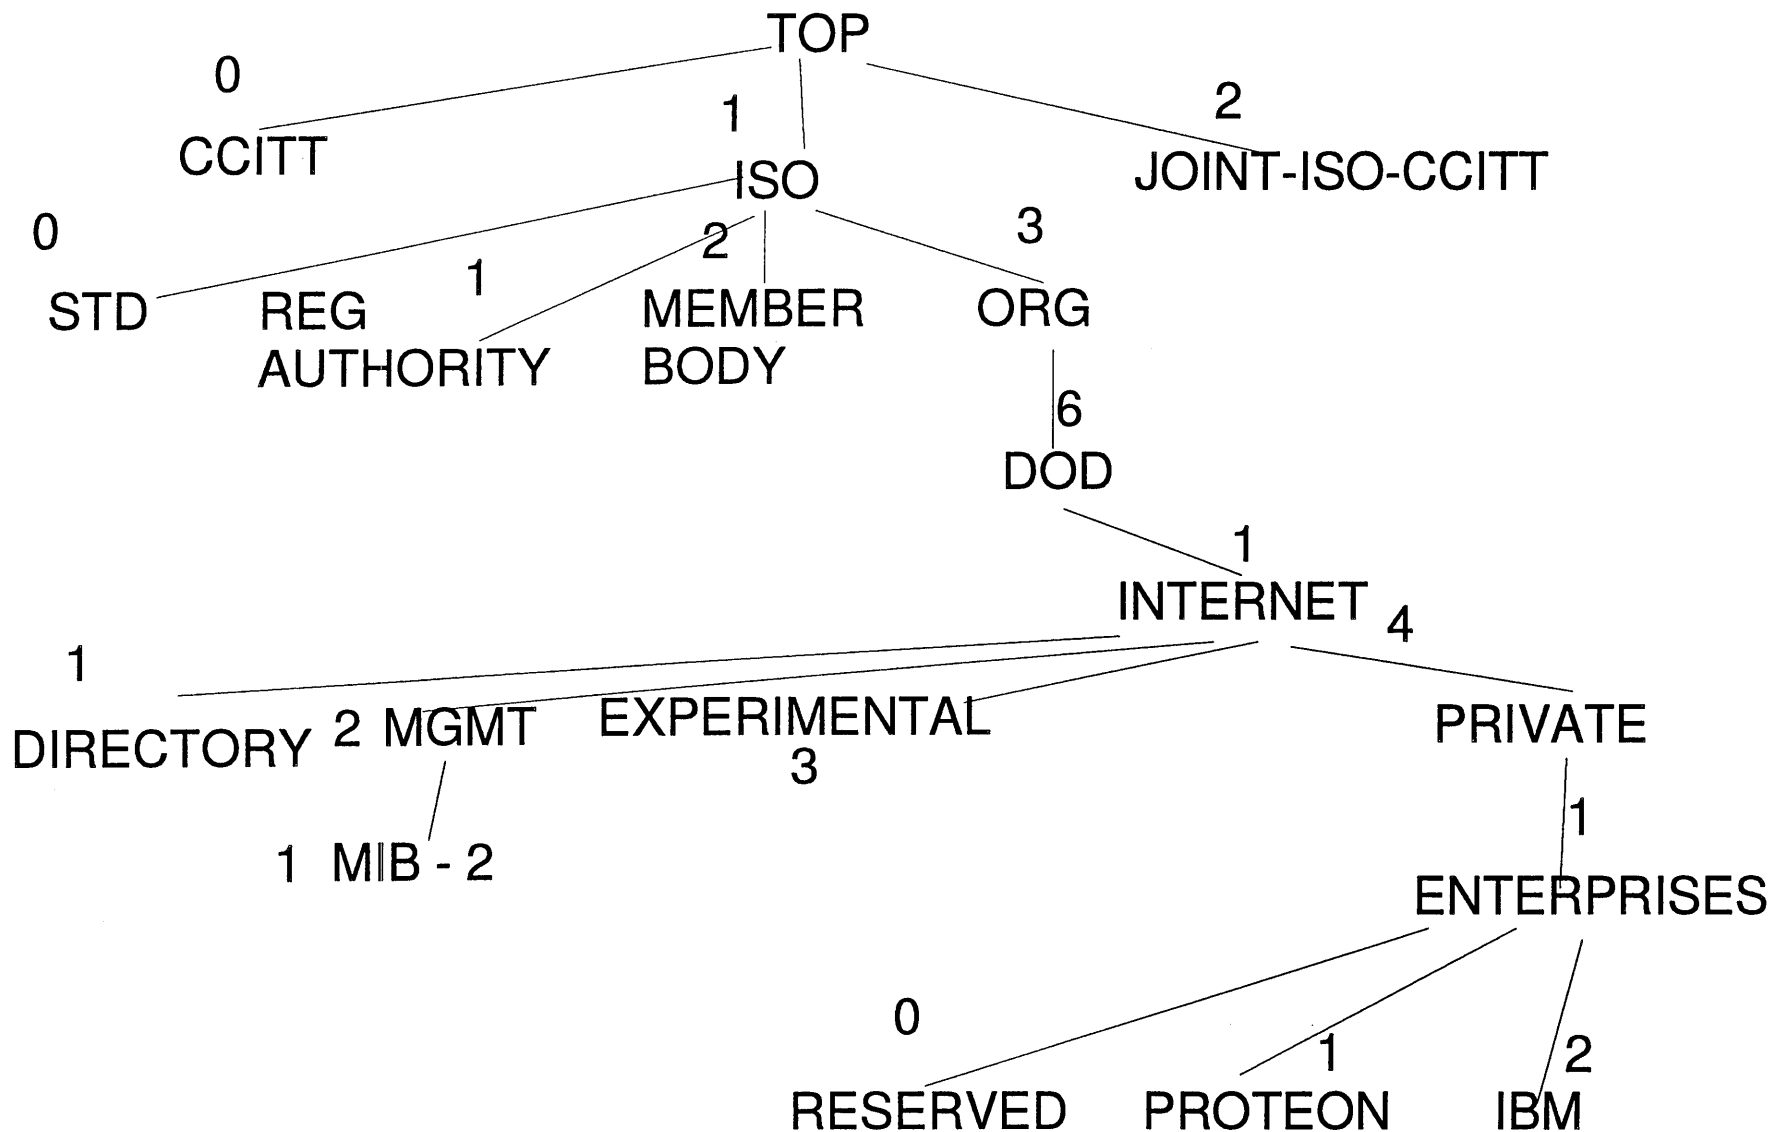 TOP
0
1
2
CCITT
ISO
JOINT-ISO-CCITT
0
1
2
3
STD
REG
AUTHORITY
MEMBER
BODY
ORG
6
DOD
1
INTERNET
4
1
DIRECTORY
2 MGMT
EXPERIMENTAL
3
PRIVATE
1
1 MIB - 2
ENTERPRISES
0
1
2
RESERVED
PROTEON
IBM